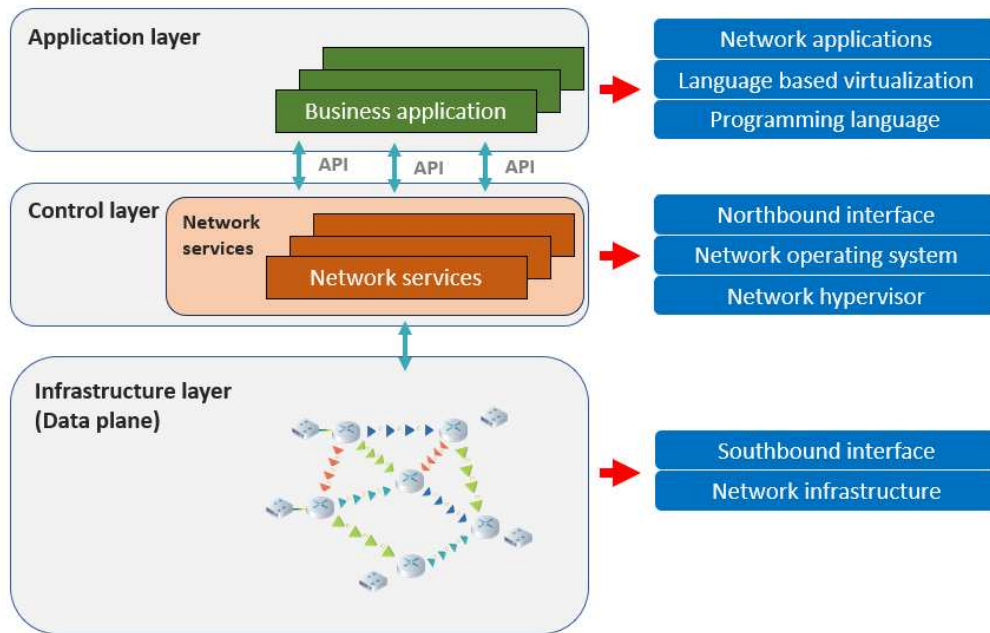 Application layer
Business application
Network applications
Language based virtualization
Programming language
API
API
API
Control layer
Network
services
Network services
Northbound interface
Network operating system
Network hypervisor
Infrastructure layer
(Data plane)
Southbound interface
Network infrastructure